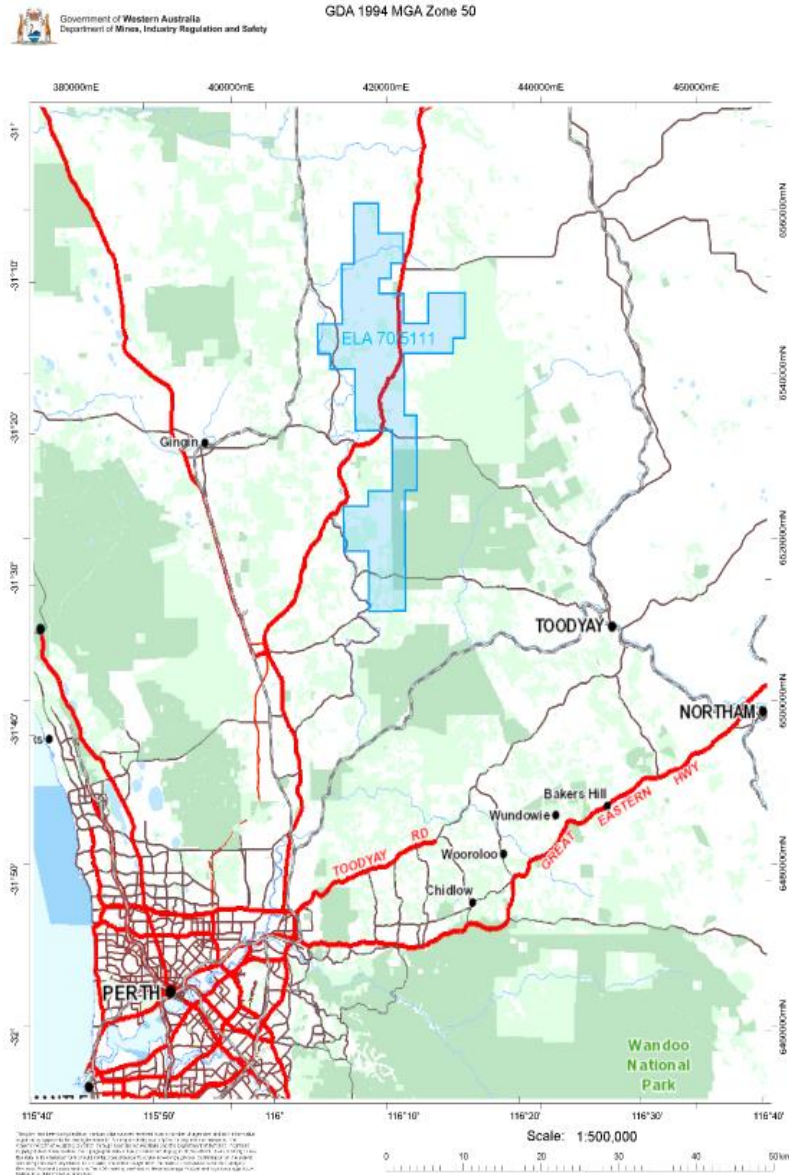 Government of Western Australia
Department of Mines, Industry Regulation and Safety
GDA 1994 MGA Zone 50
380000mE 400000mE 420000mE 440000mE 460000mE
-31°
6560000mN
-31°10'
ELA 70/5111
6540000mN
-31°20'
Gingin
6520000mN
-31°30'
TOODYAY
6500000mN
NORTHAM
-31°40'
Bakers Hill
GREAT EASTERN HWY
Wundowie
TOODYAY RD
Wooroloo
6480000mN
-31°50'
Chidlow
PERTH
-32°
6460000mN
Wandoo
National
Park
115°40' 115°50' 116° 116°10' 116°20' 116°30' 116°40'
Scale: 1:500,000
0 10 20 30 40 50 km